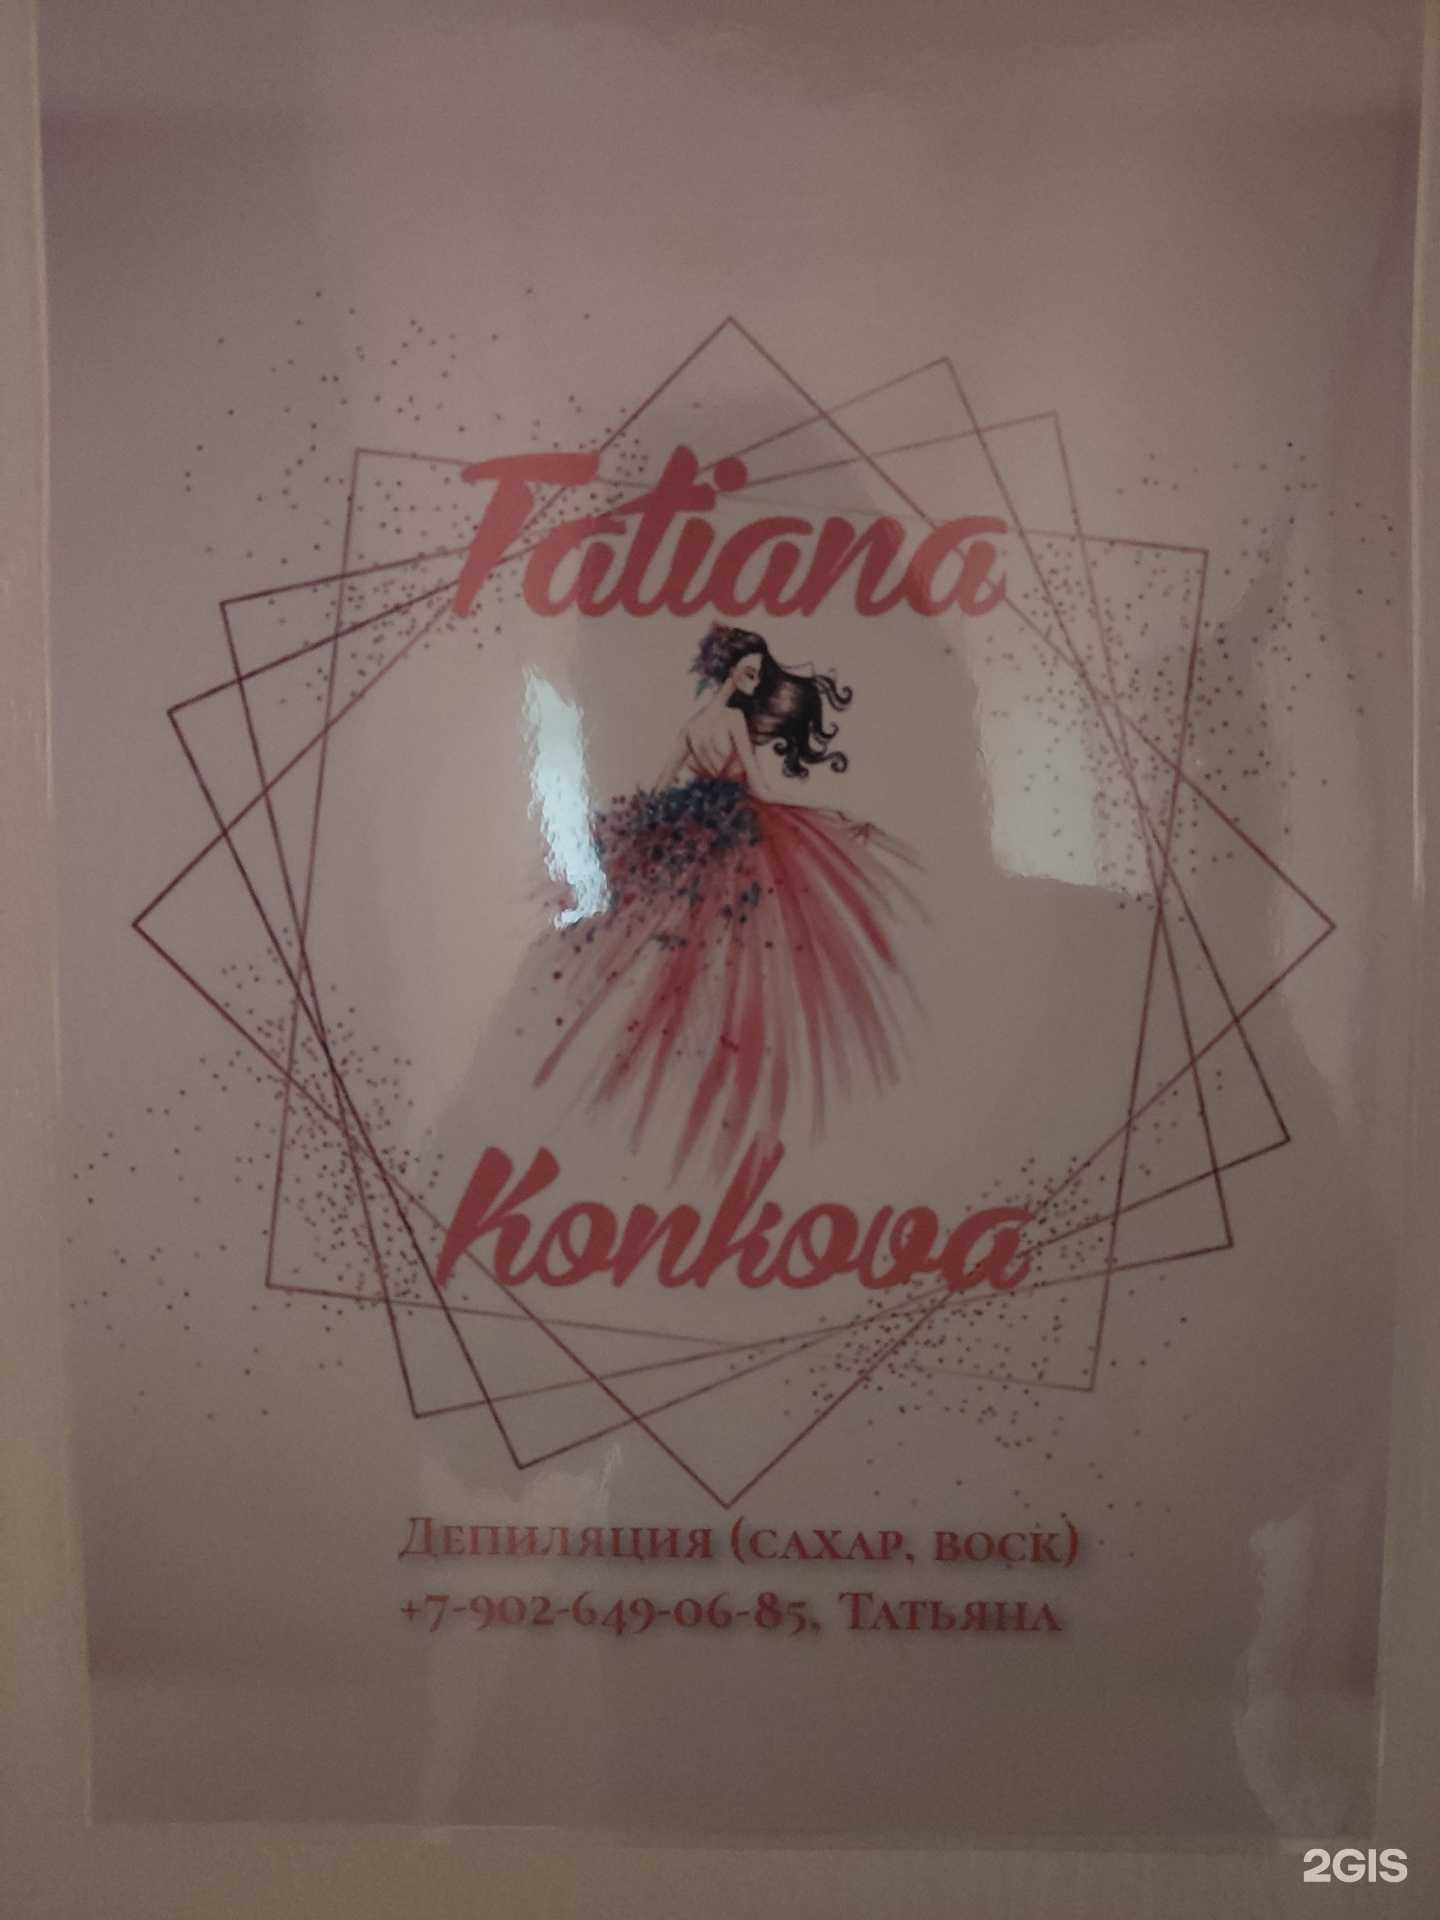 Tatiana
Konkova
Депиляция (сахар, воск)
+7-902-649-06-85, Татьяна
2GIS